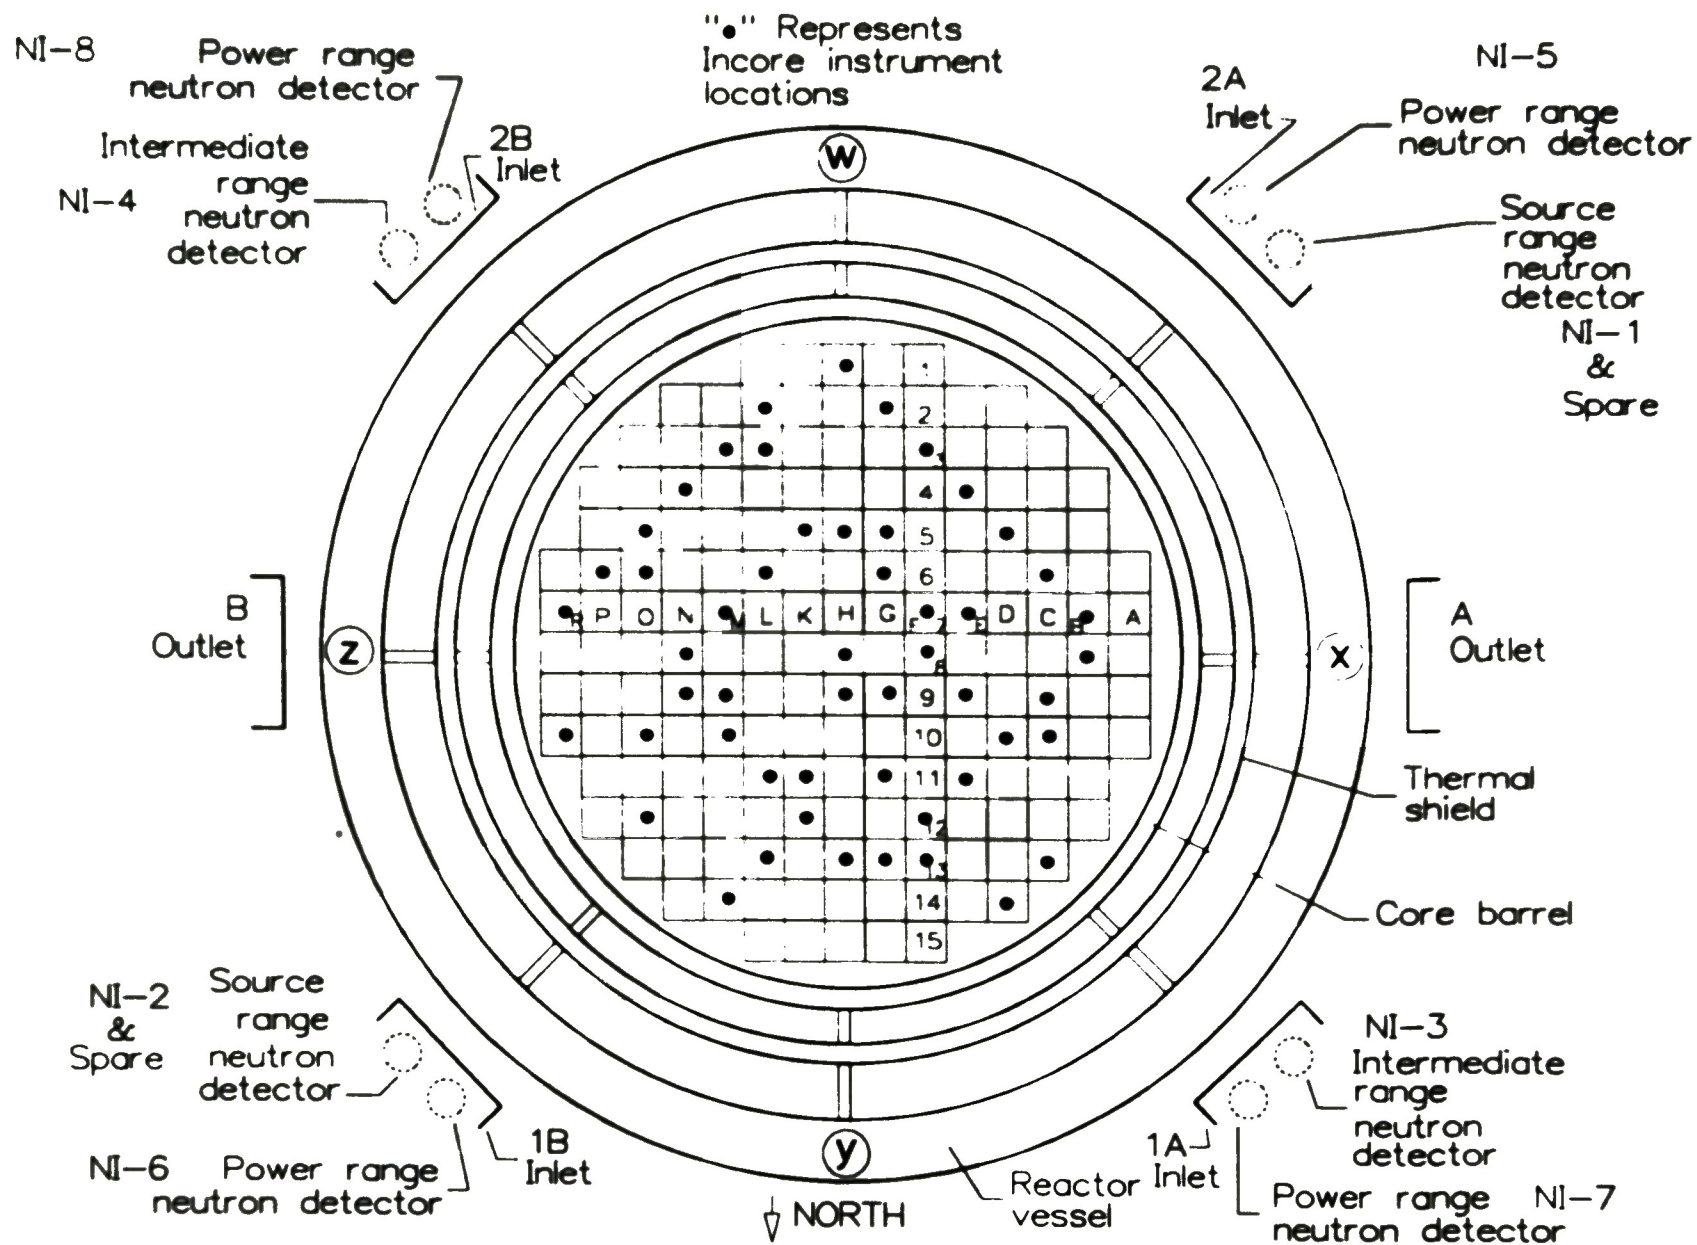 "•" Represents
Incore instrument
locations
NI-8
Power range
neutron detector
Intermediate
range
neutron
detector
NI-4
2B
Inlet
W
2A
Inlet
NI-5
Power range
neutron detector
Source
range
neutron
detector
NI-1
&
Spare
1
2
3
4
5
6
R P O N M L K H G F 7 E D C B A
8
9
10
11
12
13
14
15
B
Outlet
Z
X
A
Outlet
Thermal
shield
Core barrel
NI-2
&
Spare
Source
range
neutron
detector
NI-6
Power range
neutron detector
1B
Inlet
y
NORTH
Reactor
vessel
1A
Inlet
NI-3
Intermediate
range
neutron
detector
Power range
neutron detector
NI-7